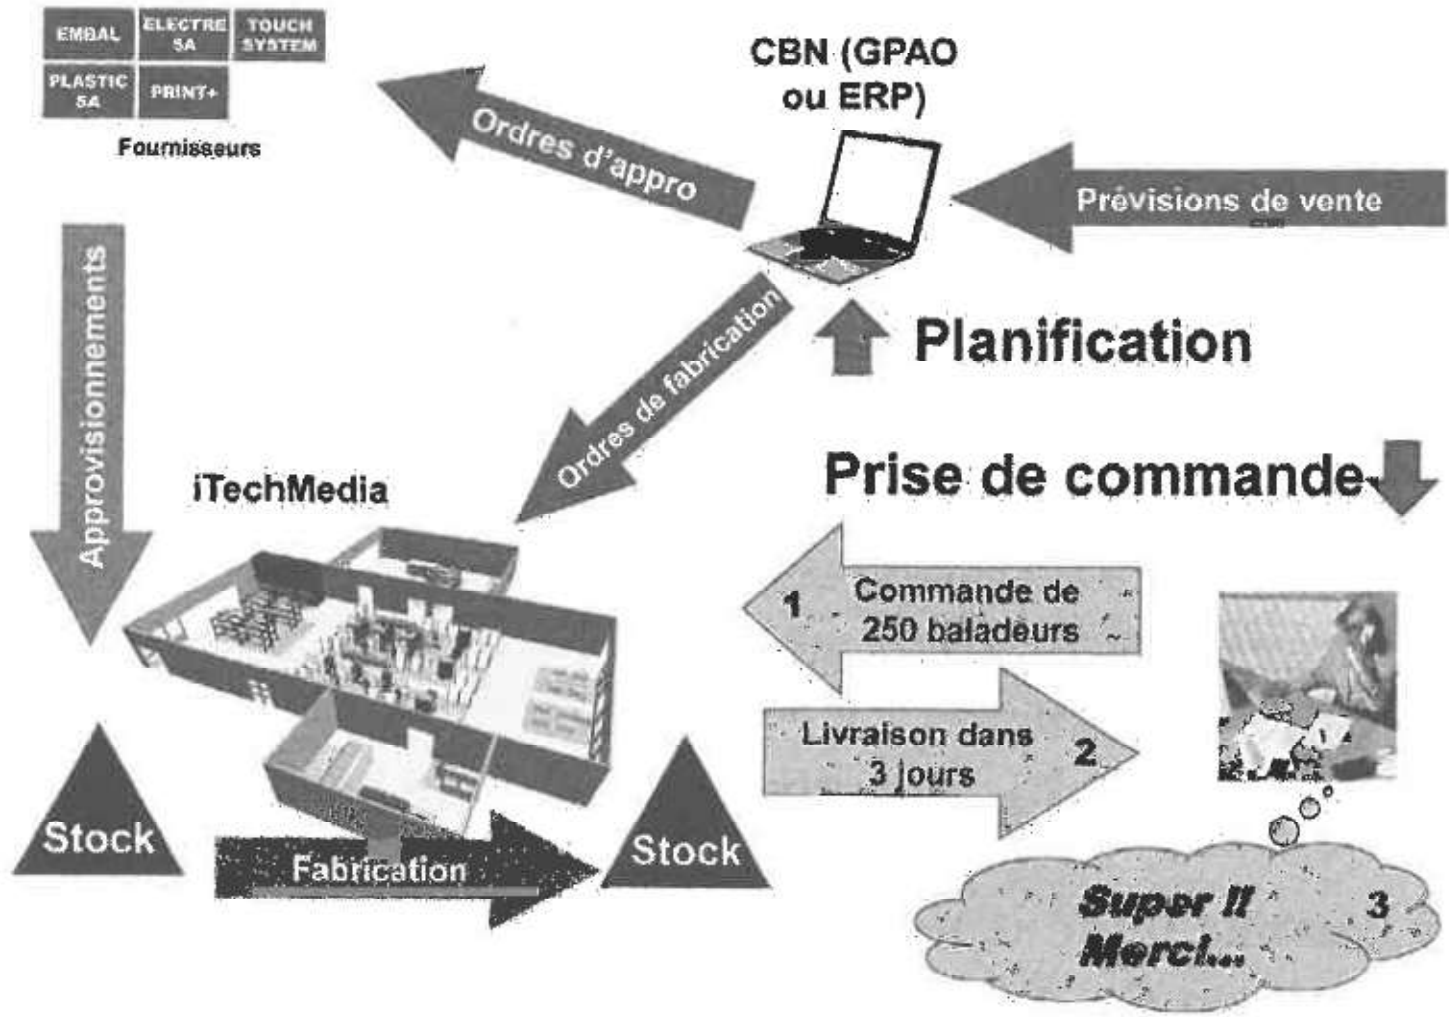 EMBAL
ELECTRE
SA
TOUCH
SYSTEM
PLASTIC
SA
PRINT+
Fournisseurs
CBN (GPAO
ou ERP)
Ordres d'appro
Prévisions de vente
Approvisionnements
Ordres de fabrication
Planification
iTechMedia
Prise de commande
1
Commande de
250 baladeurs
Livraison dans
3 jours
2
Stock
Fabrication
Stock
Super !!
Merci...
3